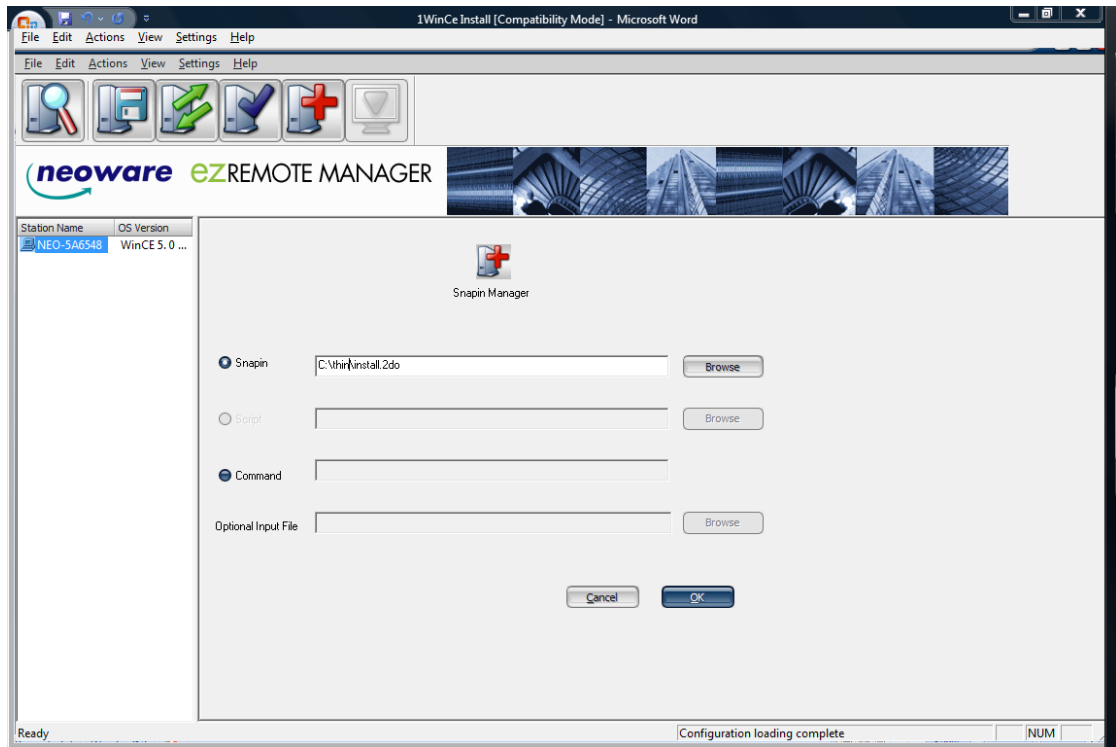 1WinCe Install [Compatibility Mode] - Microsoft Word
File Edit Actions View Settings Help
File Edit Actions View Settings Help
neoware ezREMOTE MANAGER
Station Name OS Version
NEO-5A6548 WinCE 5. 0 ...
Snapin Manager
Snapin C:\thin\install.2do Browse
Script Browse
Command
Optional Input File Browse
Cancel OK
Ready Configuration loading complete NUM